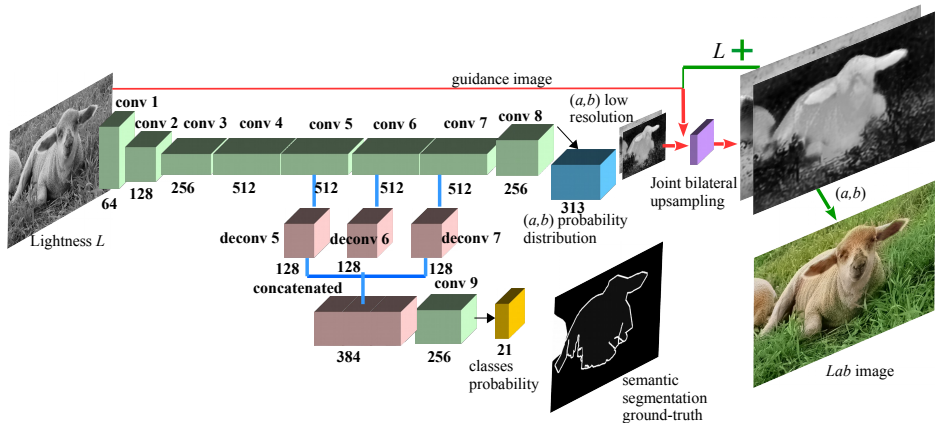 L +
guidance image
conv 1
conv 2
conv 3
conv 4
conv 5
conv 6
conv 7
conv 8
(a,b) low
resolution
64
128
256
512
512
512
512
256
313
(a,b) probability
distribution
Joint bilateral
upsampling
(a,b)
Lightness L
deconv 5
deconv 6
deconv 7
128
128
128
concatenated
conv 9
384
256
21
classes
probability
semantic
segmentation
ground-truth
Lab image